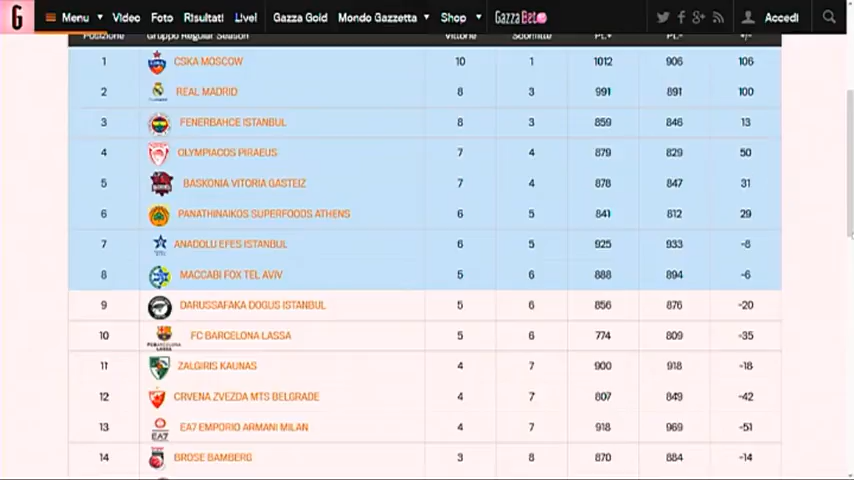 G Menu Video Foto Risultati Live! Gazza Gold Mondo Gazzetta Shop GazzaBet Accedi
Posizione Gruppo Regular Season Vittorie Sconfitte Pt.+ Pt.- +/-
1 CSKA MOSCOW 10 1 1012 906 106
2 REAL MADRID 8 3 991 891 100
3 FENERBAHCE ISTANBUL 8 3 859 846 13
4 OLYMPIACOS PIRAEUS 7 4 879 829 50
5 BASKONIA VITORIA GASTEIZ 7 4 878 847 31
6 PANATHINAIKOS SUPERFOODS ATHENS 6 5 841 812 29
7 ANADOLU EFES ISTANBUL 6 5 925 933 -8
8 MACCABI FOX TEL AVIV 5 6 888 894 -6
9 DARUSSAFAKA DOGUS ISTANBUL 5 6 856 876 -20
10 FC BARCELONA LASSA 5 6 774 809 -35
11 ZALGIRIS KAUNAS 4 7 900 918 -18
12 CRVENA ZVEZDA MTS BELGRADE 4 7 807 849 -42
13 EA7 EA7 EMPORIO ARMANI MILAN 4 7 918 969 -51
14 BROSE BAMBERG 3 8 870 884 -14